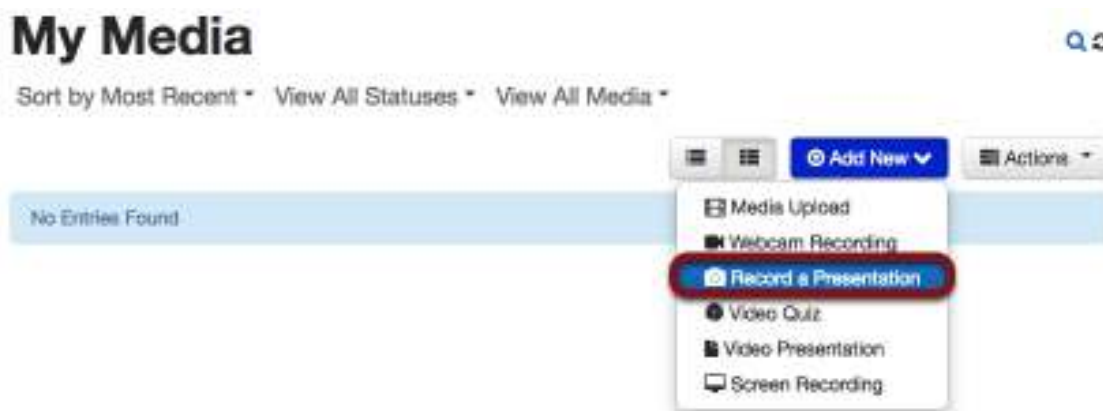 My Media
Sort by Most Recent View All Statuses View All Media
Add New Actions
No Entries Found
Media Upload
Webcam Recording
Record a Presentation
Video Quiz
Video Presentation
Screen Recording